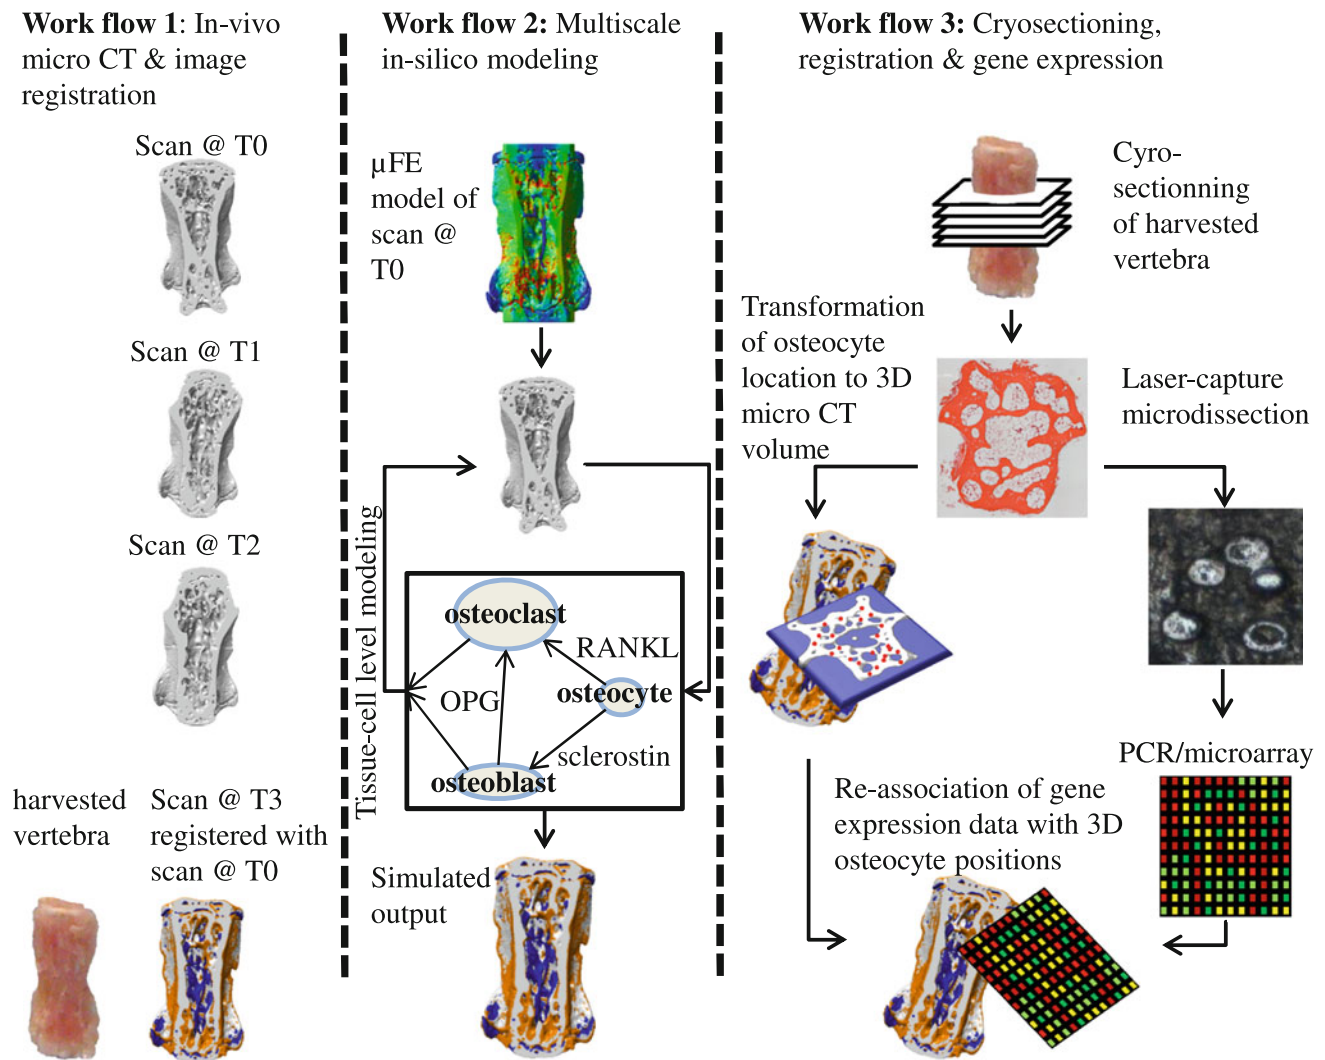 Work flow 1: In-vivo
micro CT & image
registration
Scan @ T0
Scan @ T1
Scan @ T2
harvested
vertebra
Scan @ T3
registered with
scan @ T0
Work flow 2: Multiscale
in-silico modeling
µFE
model of
scan @
T0
Tissue-cell level modeling
osteoclast
RANKL
osteocyte
OPG
sclerostin
osteoblast
Simulated
output
Work flow 3: Cryosectioning,
registration & gene expression
Cyro-
sectionning
of harvested
vertebra
Transformation
of osteocyte
location to 3D
micro CT
volume
Laser-capture
microdissection
PCR/microarray
Re-association of gene
expression data with 3D
osteocyte positions